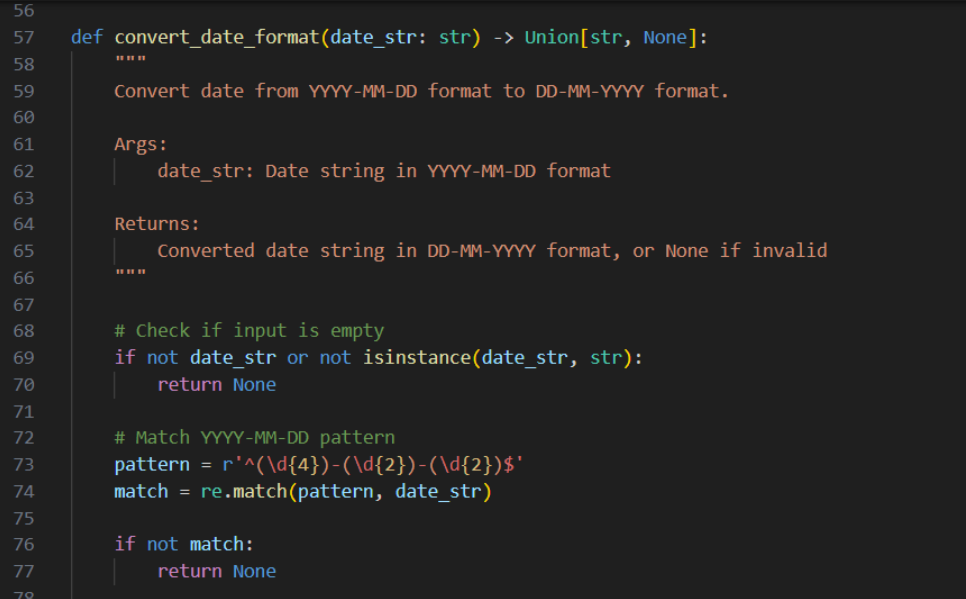 56
57 def convert_date_format(date_str: str) -> Union[str, None]:
58     """
59     Convert date from YYYY-MM-DD format to DD-MM-YYYY format.
60
61     Args:
62         date_str: Date string in YYYY-MM-DD format
63
64     Returns:
65         Converted date string in DD-MM-YYYY format, or None if invalid
66     """
67
68     # Check if input is empty
69     if not date_str or not isinstance(date_str, str):
70         return None
71
72     # Match YYYY-MM-DD pattern
73     pattern = r'^(\d{4})-(\d{2})-(\d{2})$'
74     match = re.match(pattern, date_str)
75
76     if not match:
77         return None
78